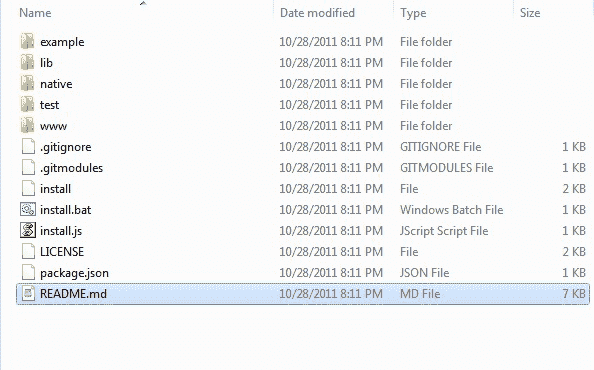 Name Date modified Type Size
example 10/28/2011 8:11 PM File folder
lib 10/28/2011 8:11 PM File folder
native 10/28/2011 8:11 PM File folder
test 10/28/2011 8:11 PM File folder
www 10/28/2011 8:11 PM File folder
.gitignore 10/28/2011 8:11 PM GITIGNORE File 1 KB
.gitmodules 10/28/2011 8:11 PM GITMODULES File 1 KB
install 10/28/2011 8:11 PM File 2 KB
install.bat 10/28/2011 8:11 PM Windows Batch File 1 KB
install.js 10/28/2011 8:11 PM JScript Script File 1 KB
LICENSE 10/28/2011 8:11 PM File 2 KB
package.json 10/28/2011 8:11 PM JSON File 1 KB
README.md 10/28/2011 8:11 PM MD File 7 KB